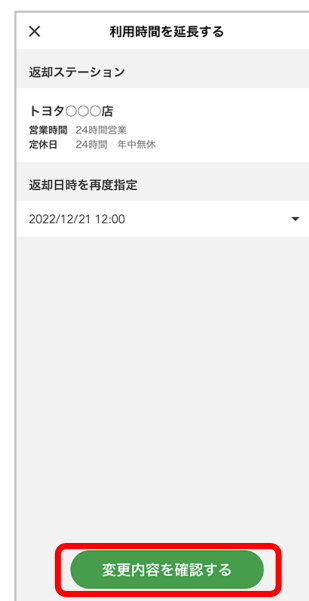 × 利用時間を延長する
返却ステーション
トヨタ○○○店
営業時間 24時間営業
定休日 24時間 年中無休
返却日時を再度指定
2022/12/21 12:00
変更内容を確認する